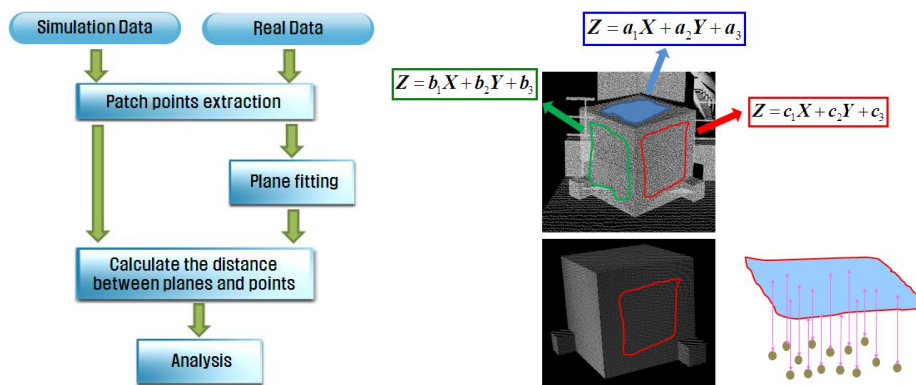 Simulation Data
Real Data
Patch points extraction
Plane fitting
Calculate the distance
between planes and points
Analysis
Z = a₁X + a₂Y + a₃
Z = b₁X + b₂Y + b₃
Z = c₁X + c₂Y + c₃